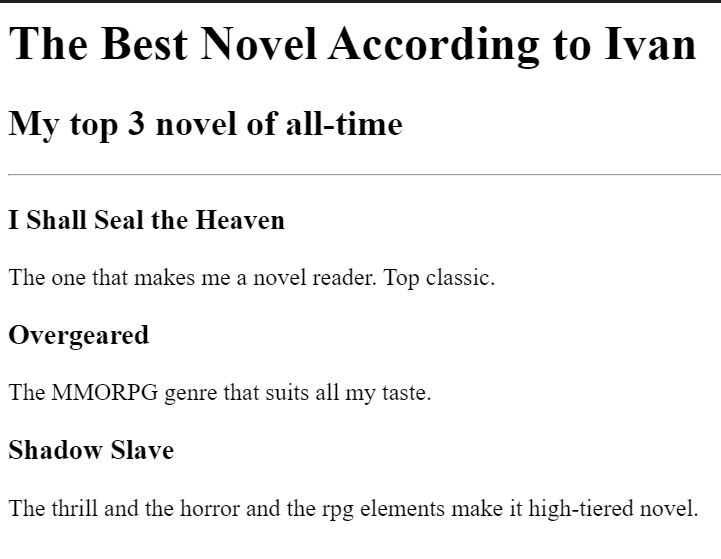 The Best Novel According to Ivan
My top 3 novel of all-time
I Shall Seal the Heaven
The one that makes me a novel reader. Top classic.
Overgeared
The MMORPG genre that suits all my taste.
Shadow Slave
The thrill and the horror and the rpg elements make it high-tiered novel.